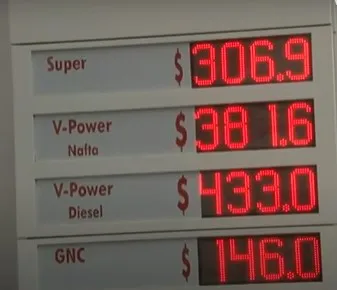 Super $306.9
V-Power
Nafta $381.6
V-Power
Diesel $433.0
GNC $146.0